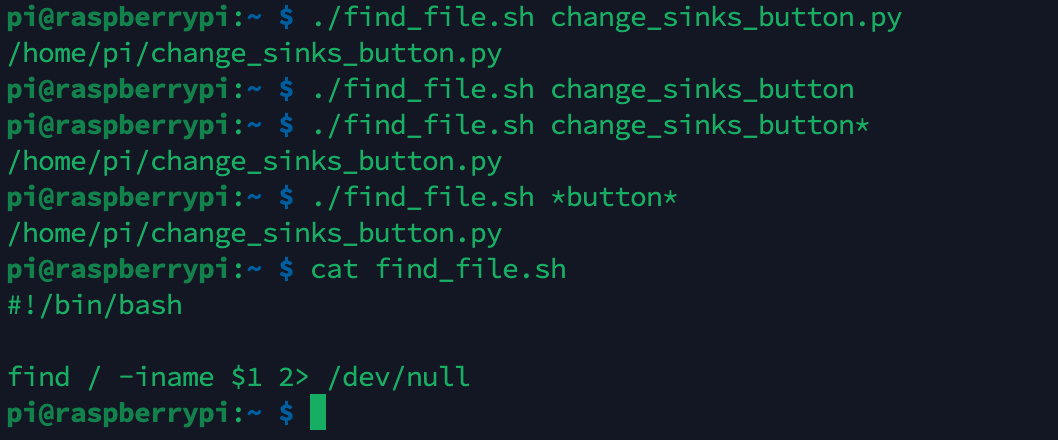 pi@raspberrypi:~ $ ./find_file.sh change_sinks_button.py
/home/pi/change_sinks_button.py
pi@raspberrypi:~ $ ./find_file.sh change_sinks_button
pi@raspberrypi:~ $ ./find_file.sh change_sinks_button*
/home/pi/change_sinks_button.py
pi@raspberrypi:~ $ ./find_file.sh *button*
/home/pi/change_sinks_button.py
pi@raspberrypi:~ $ cat find_file.sh
#!/bin/bash

find / -iname $1 2> /dev/null
pi@raspberrypi:~ $